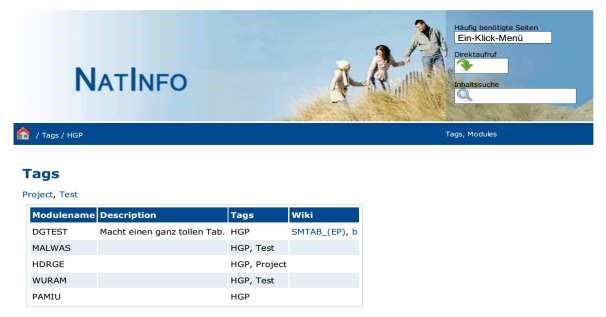 Häufig benötigte Seiten
Ein-Klick-Menü
Direktaufruf
Inhaltssuche
NATINFO
/ Tags / HGP
Tags, Modules
Tags
Project, Test
Modulename Description Tags Wiki
DGTEST Macht einen ganz tollen Tab. HGP SMTAB_(EP), b
MALWAS HGP, Test
HDRGE HGP, Project
WURAM HGP, Test
PAMIU HGP